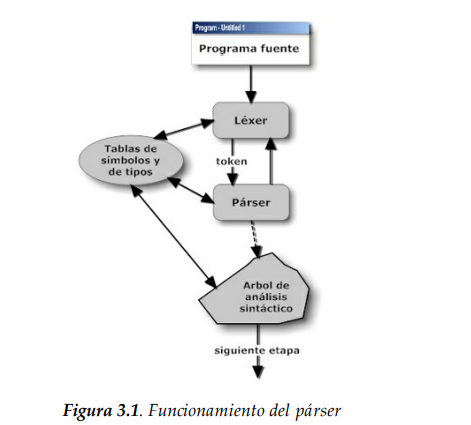 Program - Untitled 1
Programa fuente
Léxer
Tablas de
símbolos y
de tipos
token
Párser
Arbol de
análisis
sintáctico
siguiente etapa
Figura 3.1. Funcionamiento del párser